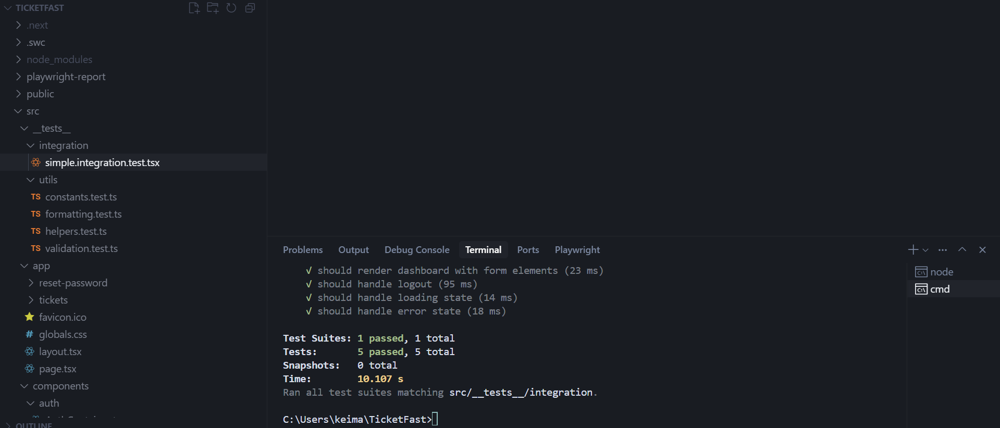 TICKETFAST
.next
.swc
node_modules
playwright-report
public
src
__tests__
integration
simple.integration.test.tsx
utils
TS constants.test.ts
TS formatting.test.ts
TS helpers.test.ts
TS validation.test.ts
app
reset-password
tickets
favicon.ico
# globals.css
layout.tsx
page.tsx
components
auth
OUTLINE
Problems Output Debug Console Terminal Ports Playwright
√ should render dashboard with form elements (23 ms)
√ should handle logout (95 ms)
√ should handle loading state (14 ms)
√ should handle error state (18 ms)
Test Suites: 1 passed, 1 total
Tests: 5 passed, 5 total
Snapshots: 0 total
Time: 10.107 s
Ran all test suites matching src/__tests__/integration.
C:\Users\keima\TicketFast>
node
cmd